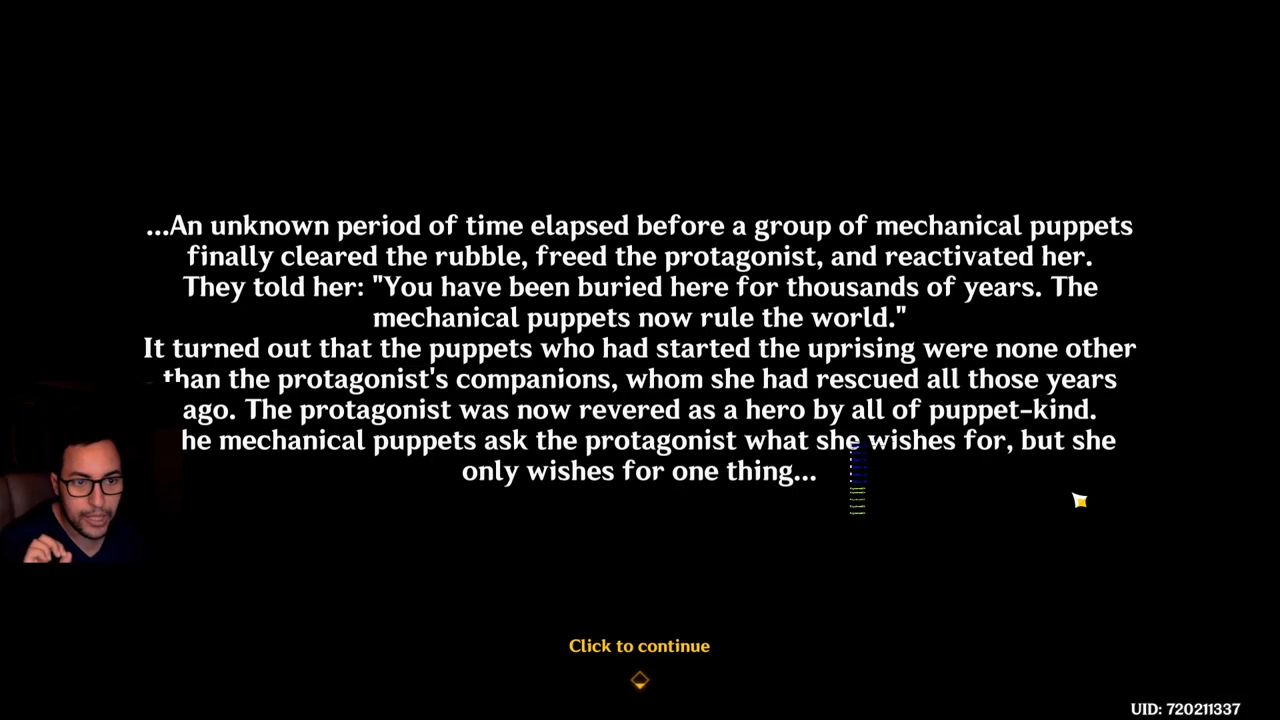 ...An unknown period of time elapsed before a group of mechanical puppets
finally cleared the rubble, freed the protagonist, and reactivated her.
They told her: "You have been buried here for thousands of years. The
mechanical puppets now rule the world."
It turned out that the puppets who had started the uprising were none other
than the protagonist's companions, whom she had rescued all those years
ago. The protagonist was now revered as a hero by all of puppet-kind.
he mechanical puppets ask the protagonist what she wishes for, but she
only wishes for one thing...
Click to continue
UID: 720211337